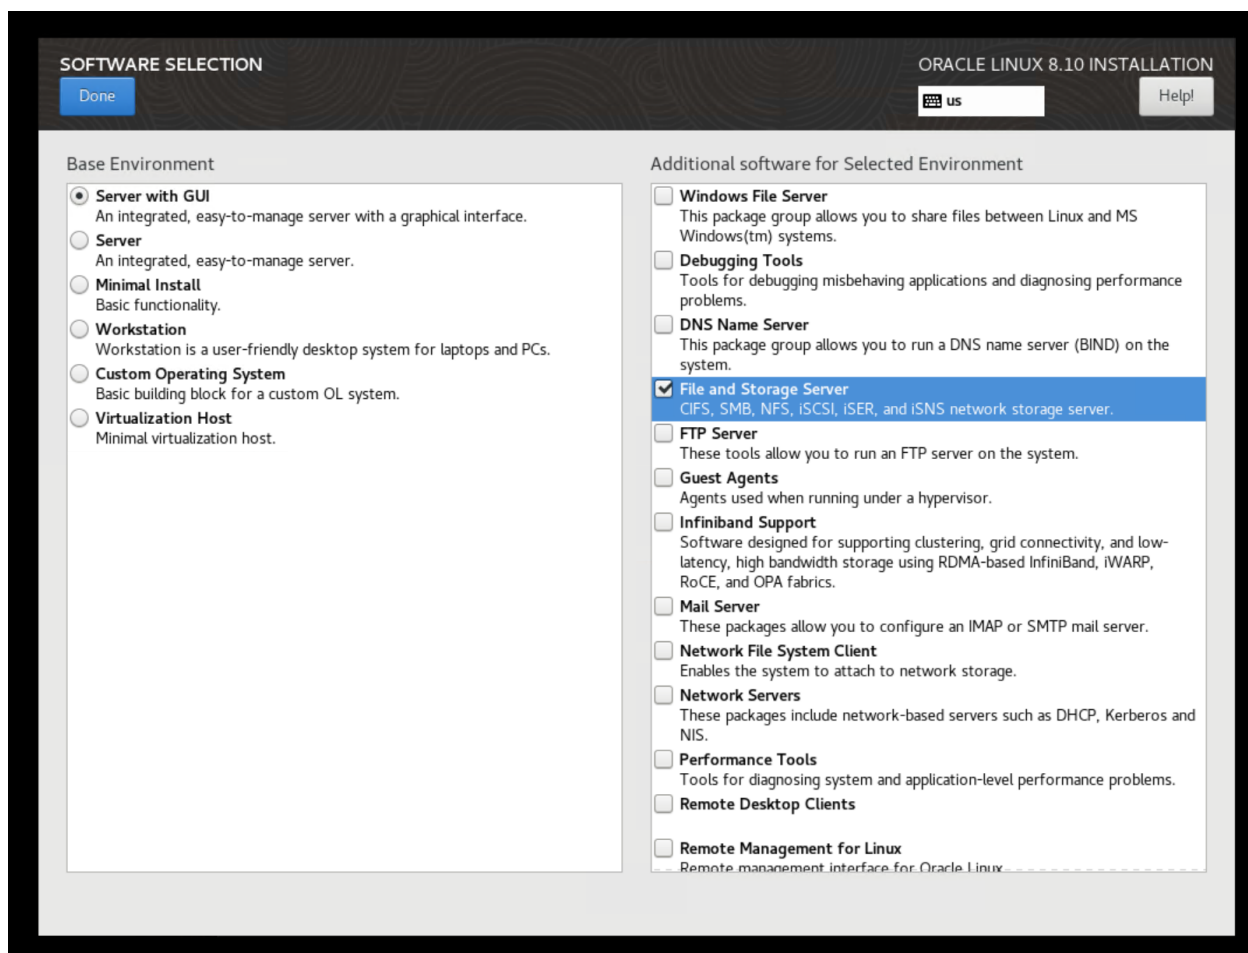 SOFTWARE SELECTION
ORACLE LINUX 8.10 INSTALLATION
Done
us
Help!
Base Environment
Server with GUI
An integrated, easy-to-manage server with a graphical interface.
Server
An integrated, easy-to-manage server.
Minimal Install
Basic functionality.
Workstation
Workstation is a user-friendly desktop system for laptops and PCs.
Custom Operating System
Basic building block for a custom OL system.
Virtualization Host
Minimal virtualization host.
Additional software for Selected Environment
Windows File Server
This package group allows you to share files between Linux and MS
Windows(tm) systems.
Debugging Tools
Tools for debugging misbehaving applications and diagnosing performance
problems.
DNS Name Server
This package group allows you to run a DNS name server (BIND) on the
system.
File and Storage Server
CIFS, SMB, NFS, iSCSI, iSER, and iSNS network storage server.
FTP Server
These tools allow you to run an FTP server on the system.
Guest Agents
Agents used when running under a hypervisor.
Infiniband Support
Software designed for supporting clustering, grid connectivity, and low-
latency, high bandwidth storage using RDMA-based InfiniBand, iWARP,
RoCE, and OPA fabrics.
Mail Server
These packages allow you to configure an IMAP or SMTP mail server.
Network File System Client
Enables the system to attach to network storage.
Network Servers
These packages include network-based servers such as DHCP, Kerberos and
NIS.
Performance Tools
Tools for diagnosing system and application-level performance problems.
Remote Desktop Clients
Remote Management for Linux
Remote management interface for Oracle Linux